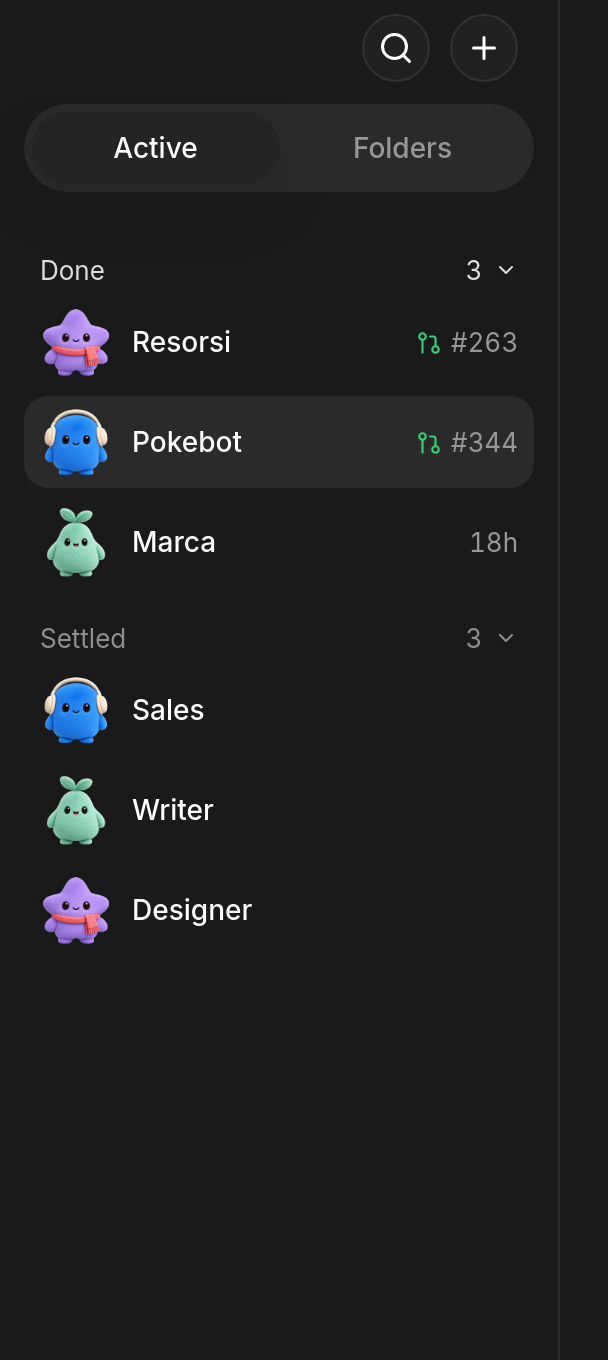 Active Folders
Done 3
Resorsi #263
Pokebot #344
Marca 18h
Settled 3
Sales
Writer
Designer